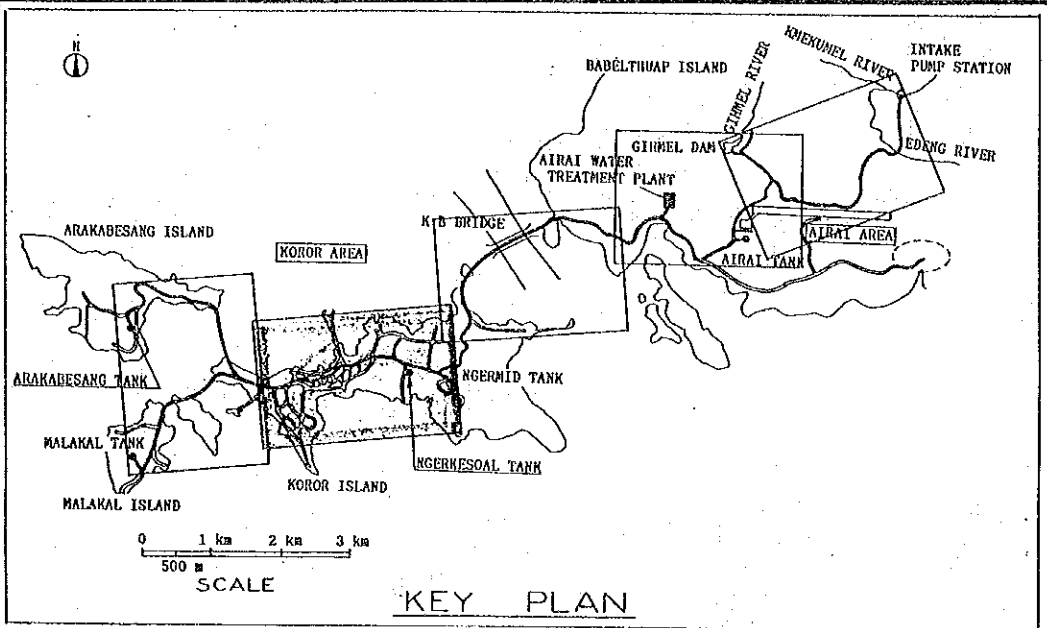 N
KMEKUMEL RIVER
INTAKE
PUMP STATION
BABELTHUAP ISLAND
GIHMEL RIVER
GIHMEL DAM
EDENG RIVER
AIRAI WATER
TREATMENT PLANT
K-B BRIDGE
ARAKABESANG ISLAND
KOROR AREA
AIRAI AREA
AIRAI TANK
ARAKABESANG TANK
NGERMID TANK
MALAKAL TANK
NGERKESOAL TANK
KOROR ISLAND
MALAKAL ISLAND
0 1 km 2 km 3 km
500 m
SCALE
KEY PLAN